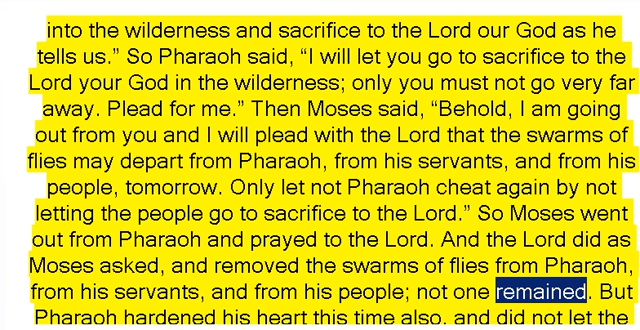 into the wilderness and sacrifice to the Lord our God as he
tells us.” So Pharaoh said, “I will let you go to sacrifice to the
Lord your God in the wilderness; only you must not go very far
away. Plead for me.” Then Moses said, “Behold, I am going
out from you and I will plead with the Lord that the swarms of
flies may depart from Pharaoh, from his servants, and from his
people, tomorrow. Only let not Pharaoh cheat again by not
letting the people go to sacrifice to the Lord.” So Moses went
out from Pharaoh and prayed to the Lord. And the Lord did as
Moses asked, and removed the swarms of flies from Pharaoh,
from his servants, and from his people; not one remained. But
Pharaoh hardened his heart this time also, and did not let the